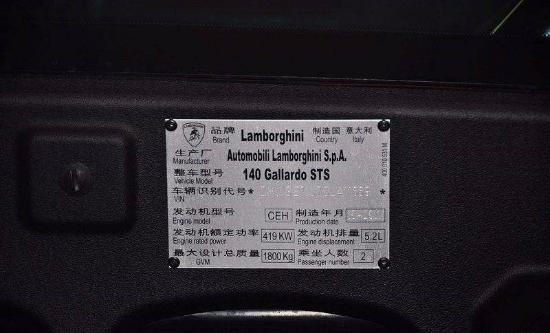 品牌 Lamborghini 制造国 意大利
Brand Country Italy
生产厂 Automobili Lamborghini S.p.A.
Manufacturer
整车型号 140 Gallardo STS
Vehicle Model
车辆识别代号 * *
VIN
发动机型号 CEH 制造年月
Engine model Production date
发动机额定功率 419 KW 发动机排量 5.2L
Engine rated power Engine displacement
最大设计总质量 1800 Kg 乘坐人数 2
GVM Passenger number
400 010 631 M